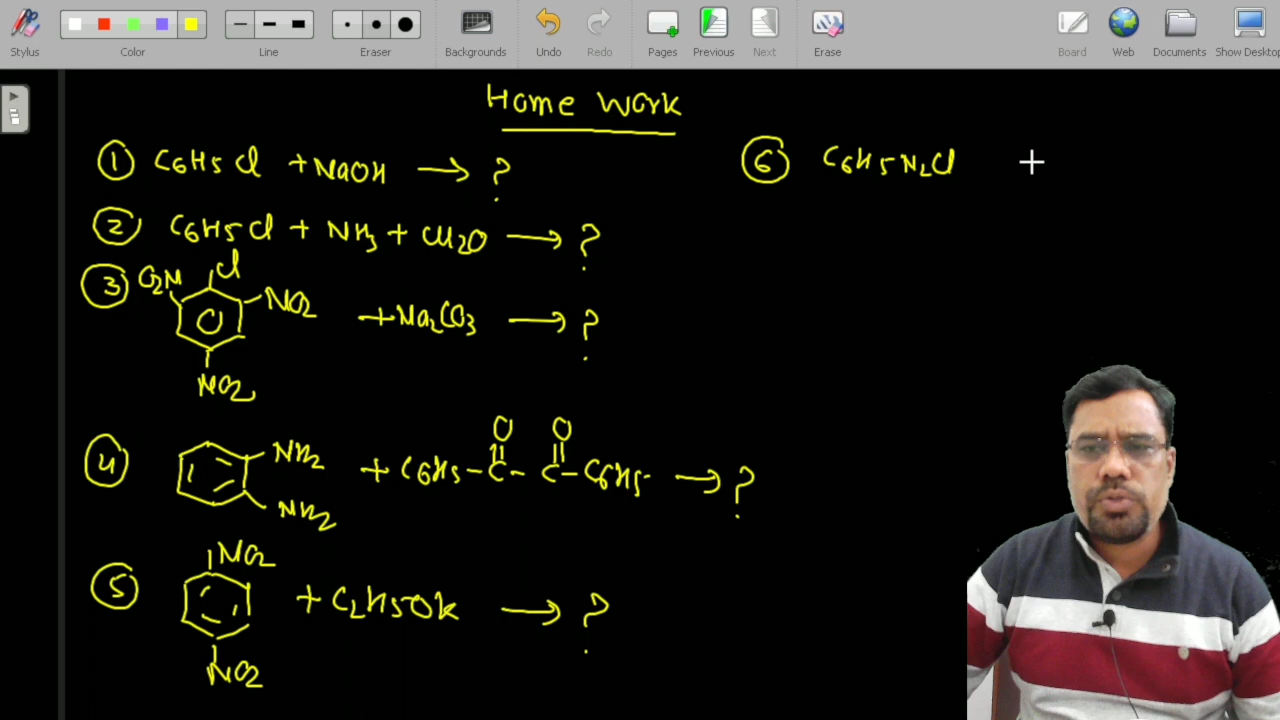 Stylus
Color
Line
Eraser
Backgrounds
Undo
Redo
Pages
Previous
Next
Erase
Board
Web
Documents
Show Desktop
Home Work
① C6H5Cl + NaOH → ?
② C6H5Cl + NH3 + Cu2O → ?
③ O2N Cl NO2 NO2 + Na2CO3 → ?
④ NH2 NH2 + C6H5-C(=O)-C(=O)-C6H5 → ?
⑤ NO2 NO2 + C2H5OK → ?
⑥ C6H5N2Cl